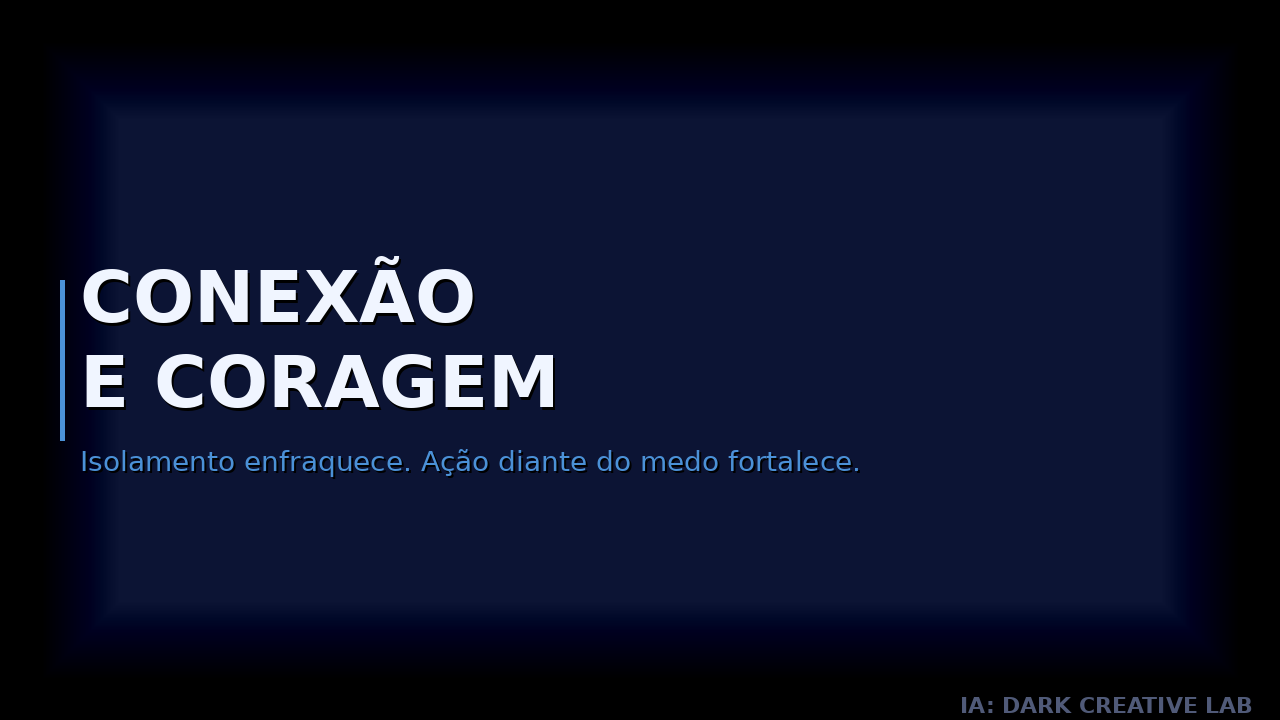 CONEXÃO
E CORAGEM
Isolamento enfraquece. Ação diante do medo fortalece.
IA: DARK CREATIVE LAB